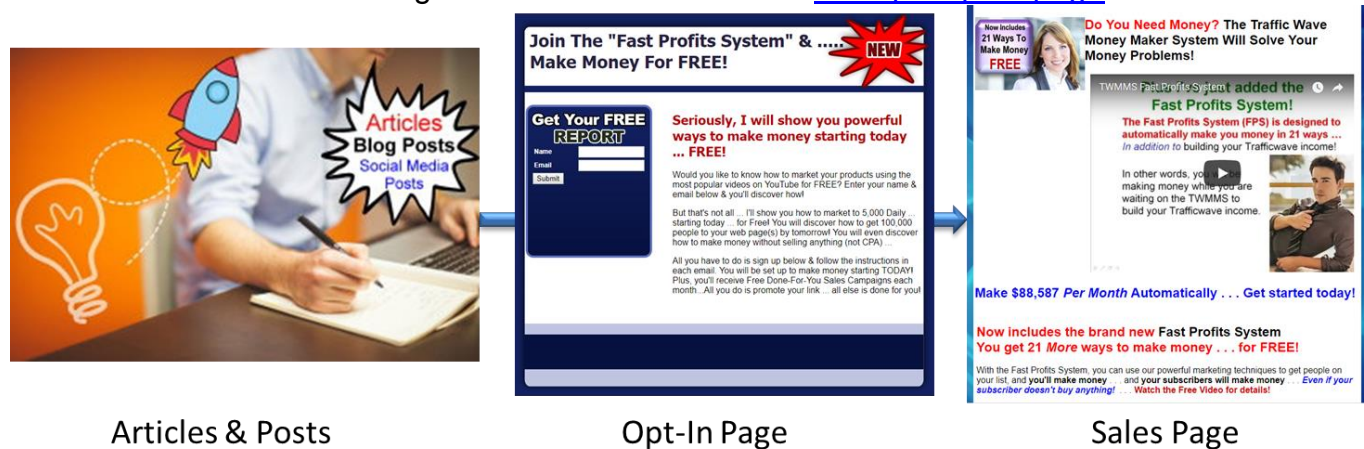 Articles
Blog Posts
Social Media
Posts
Join The "Fast Profits System" & .....
Make Money For FREE!
NEW
Get Your FREE
REPORT
Name
Email
Submit
Seriously, I will show you powerful
ways to make money starting today
... FREE!
Would you like to know how to market your products using the
most popular videos on YouTube for FREE? Enter your name &
email below & you'll discover how!
But that's not all ... I'll show you how to market to 5,000 Daily ...
starting today ... for Free! You will discover how to get 100,000
people to your web page(s) by tomorrow! You will even discover
how to make money without selling anything (not CPA) ...
All you have to do is sign up below & follow the instructions in
each email. You will be set up to make money starting TODAY!
Plus, you'll receive Free Done-For-You Sales Campaigns each
month...All you do is promote your link ... all else is done for you!
Now Includes
21 Ways To
Make Money
FREE
Do You Need Money? The Traffic Wave
Money Maker System Will Solve Your
Money Problems!
TWMMS Fast Profits System
just added the
Fast Profits System!
The Fast Profits System (FPS) is designed to
automatically make you money in 21 ways ...
In addition to building your Trafficwave income!
In other words, you will be
making money while you are
waiting on the TWMMS to
build your Trafficwave income.
Make $88,587 Per Month Automatically . . . Get started today!
Now includes the brand new Fast Profits System
You get 21 More ways to make money . . . for FREE!
With the Fast Profits System, you can use our powerful marketing techniques to get people on
your list, and you'll make money . . . and your subscribers will make money . . . Even if your
subscriber doesn't buy anything! . . . Watch the Free Video for details!
Articles & Posts
Opt-In Page
Sales Page